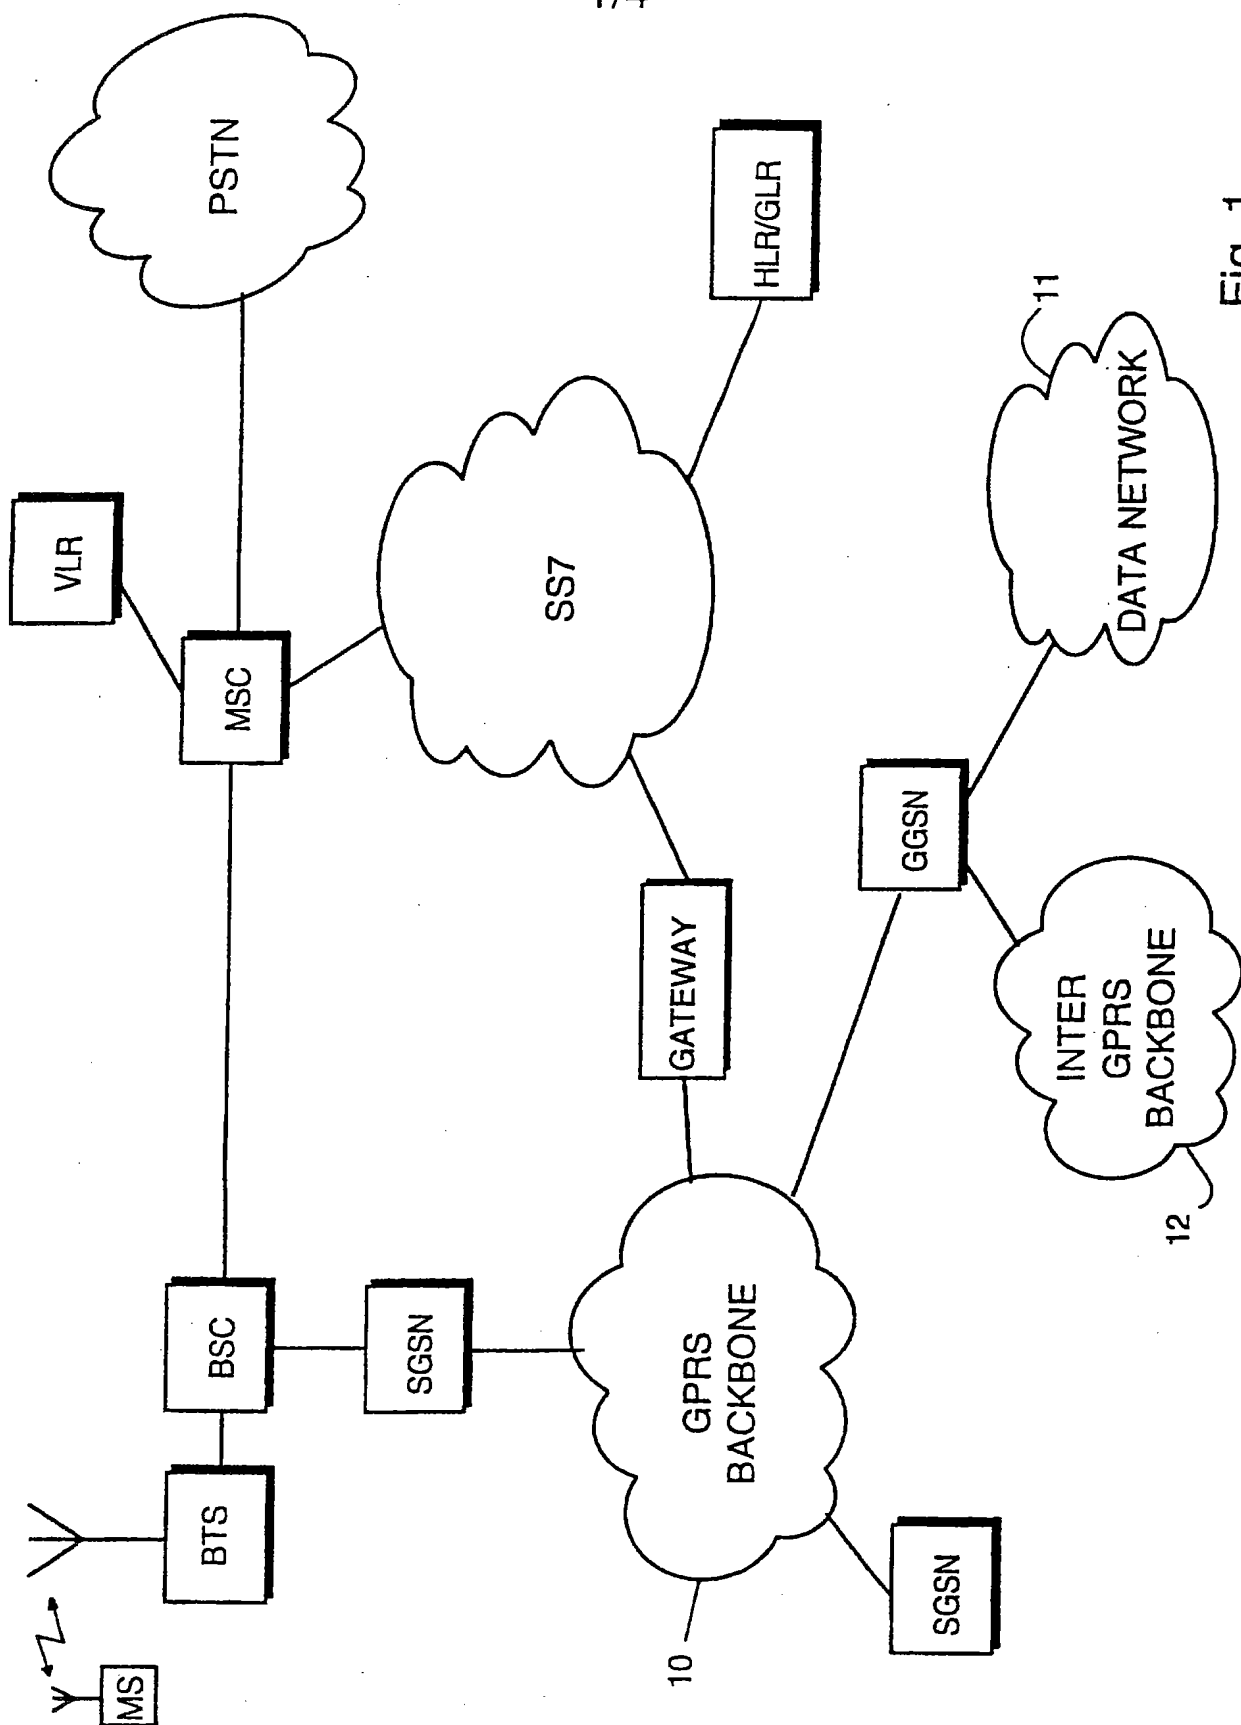 MS
BTS
BSC
MSC
VLR
PSTN
SGSN
SS7
HLR/GLR
GATEWAY
GPRS
BACKBONE
10
SGSN
GGSN
INTER
GPRS
BACKBONE
12
DATA NETWORK
11